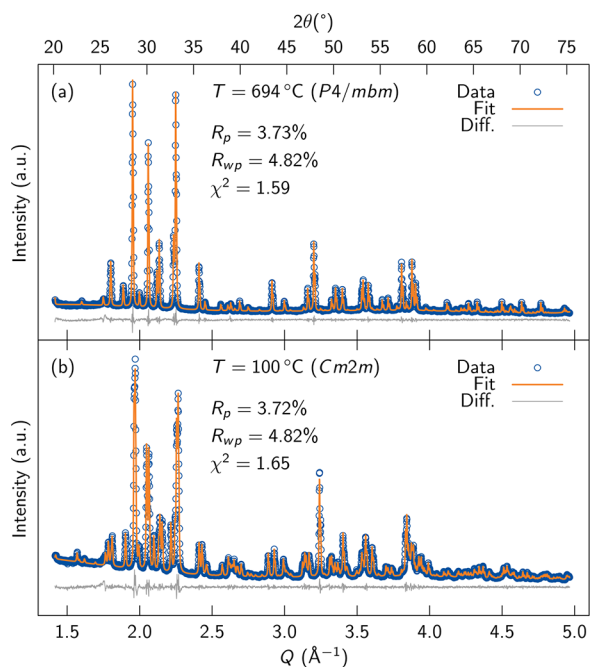 2θ(°)
20 25 30 35 40 45 50 55 60 65 70 75
(a)
T = 694 °C (P4/mbm)
Data
Fit
Diff.
R_p = 3.73%
R_wp = 4.82%
χ² = 1.59
Intensity (a.u.)
(b)
T = 100 °C (Cm2m)
Data
Fit
Diff.
R_p = 3.72%
R_wp = 4.82%
χ² = 1.65
Intensity (a.u.)
1.5 2.0 2.5 3.0 3.5 4.0 4.5 5.0
Q (Å⁻¹)